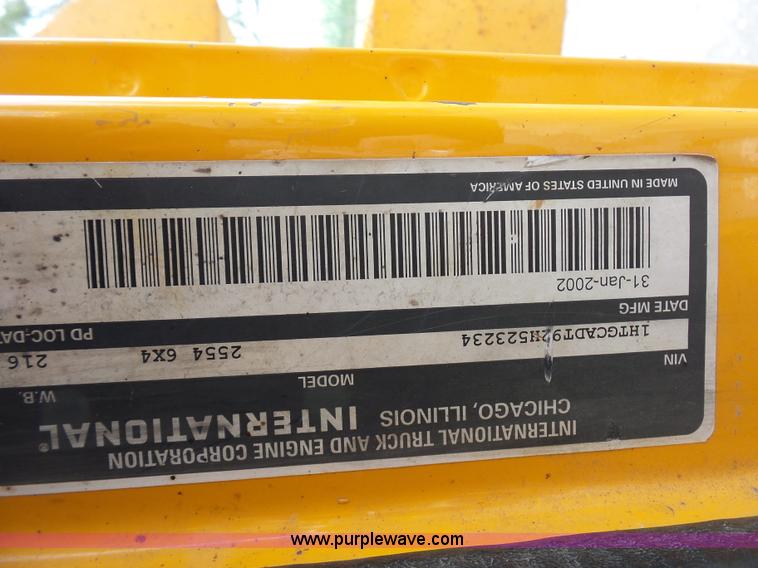 INTERNATIONAL TRUCK AND ENGINE CORPORATION
CHICAGO, ILLINOIS INTERNATIONAL®
VIN MODEL W.B.
1HTGCADT92H523234 2554 6X4 216
DATE MFG PD LOC-DA
31-Jan-2002
MADE IN UNITED STATES OF AMERICA
www.purplewave.com